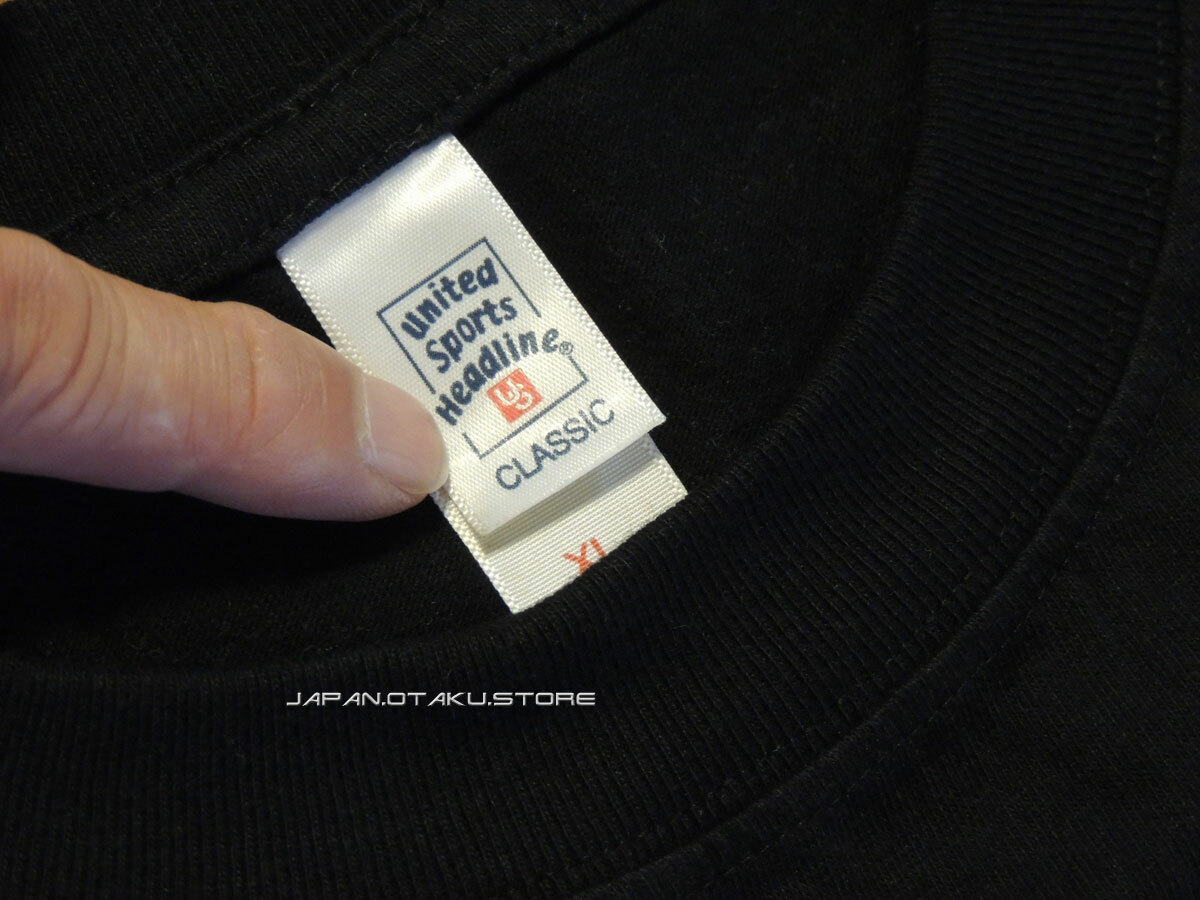 United
Sports
Headline®
US
CLASSIC
XL
JAPAN.OTAKU.STORE